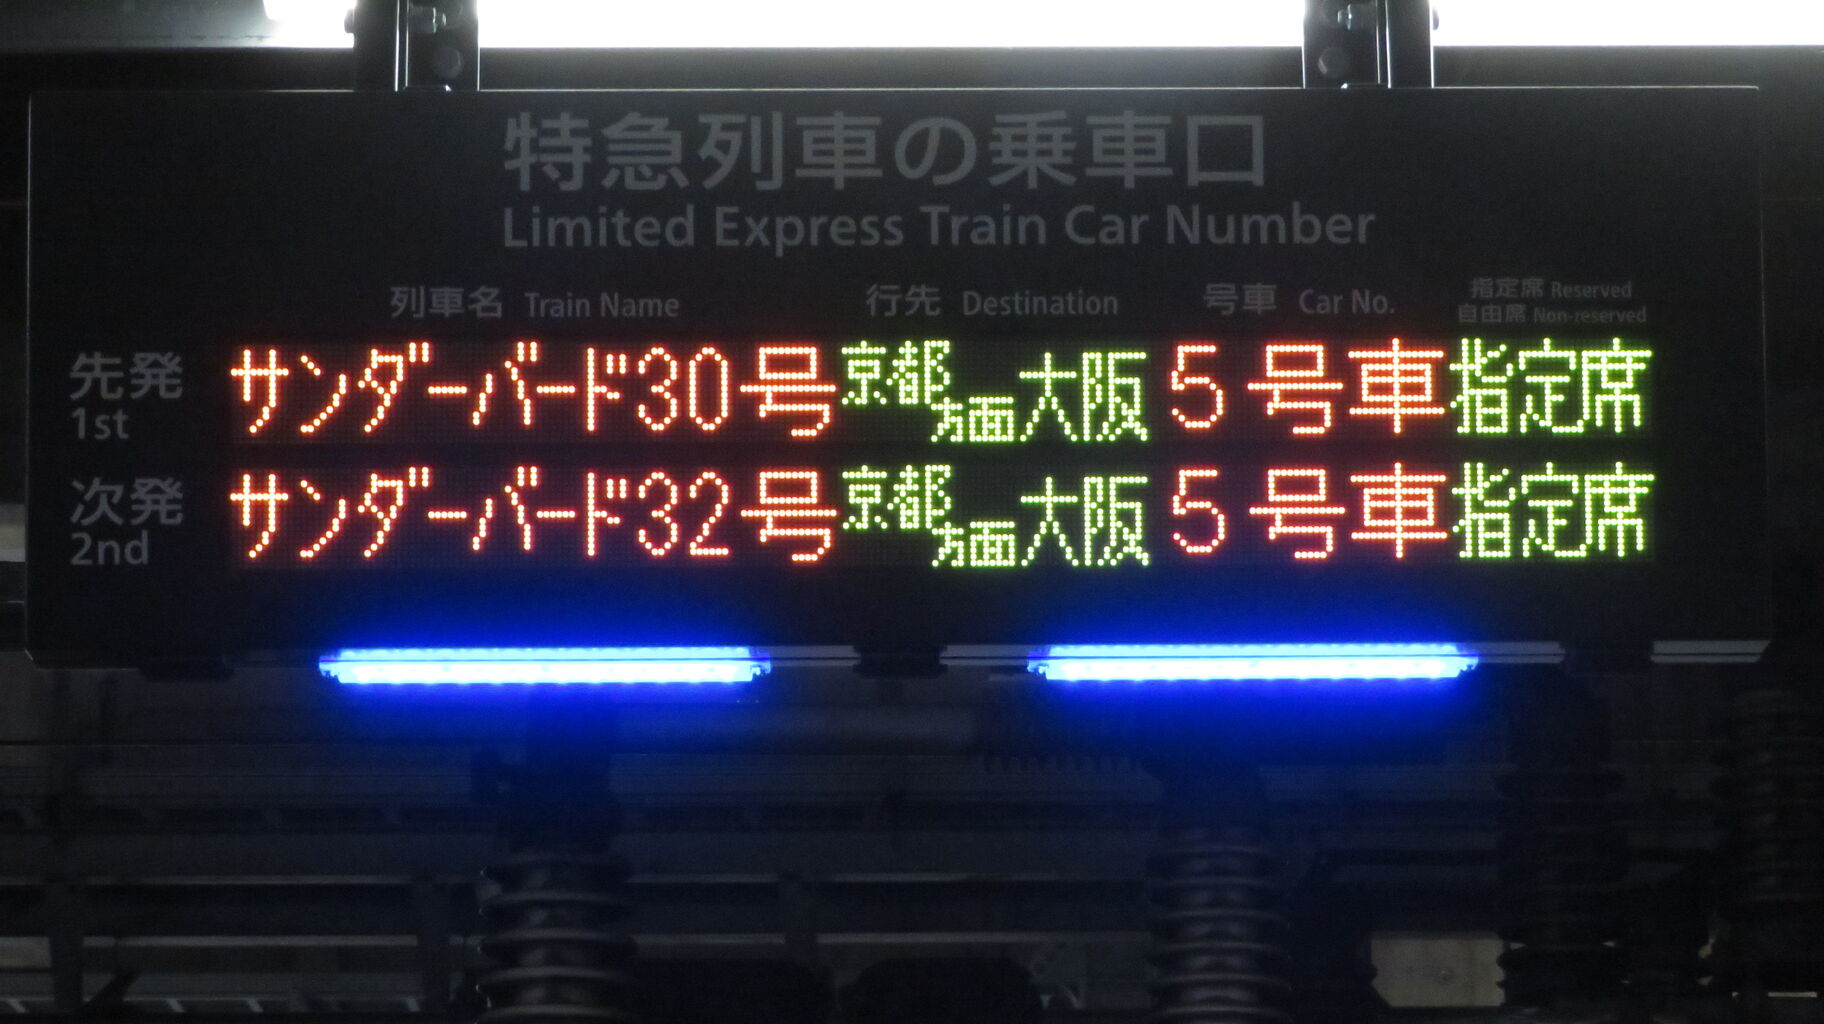 特急列車の乗車口
Limited Express Train Car Number
列車名 Train Name 行先 Destination 号車 Car No. 指定席 Reserved
自由席 Non-reserved
先発 サンダーバード30号 京都方面大阪 5号車 指定席
1st
次発 サンダーバード32号 京都方面大阪 5号車 指定席
2nd